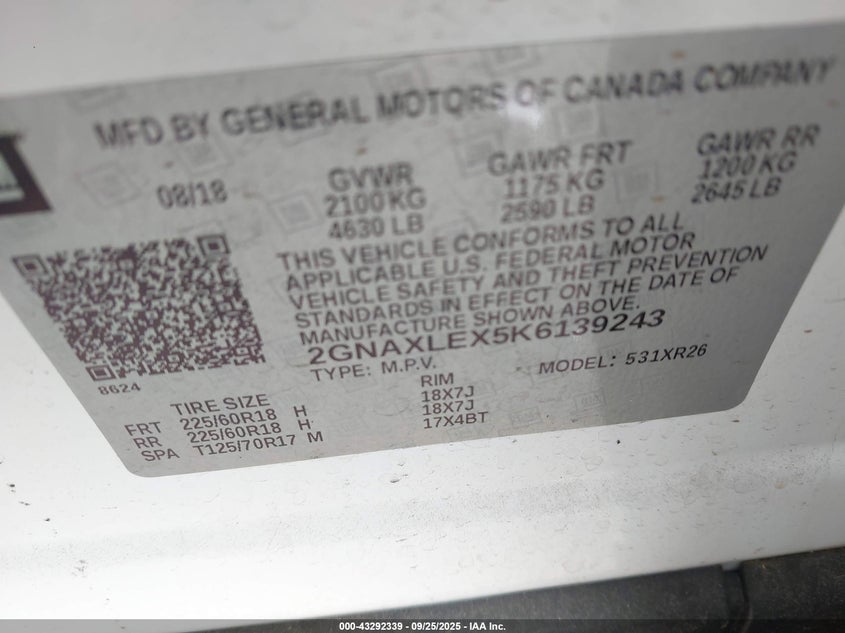 MFD BY GENERAL MOTORS OF CANADA COMPANY
08/18 GVWR GAWR FRT GAWR RR
2100 KG 1175 KG 1200 KG
4630 LB 2590 LB 2645 LB
THIS VEHICLE CONFORMS TO ALL
APPLICABLE U.S. FEDERAL MOTOR
VEHICLE SAFETY AND THEFT PREVENTION
STANDARDS IN EFFECT ON THE DATE OF
MANUFACTURE SHOWN ABOVE.
2GNAXLEX5K6139243
TYPE: M.P.V. MODEL: 531XR26
8624
TIRE SIZE RIM
FRT 225/60R18 H 18X7J
RR 225/60R18 H 18X7J
SPA T125/70R17 M 17X4BT
000-43292339 - 09/25/2025 - IAA Inc.